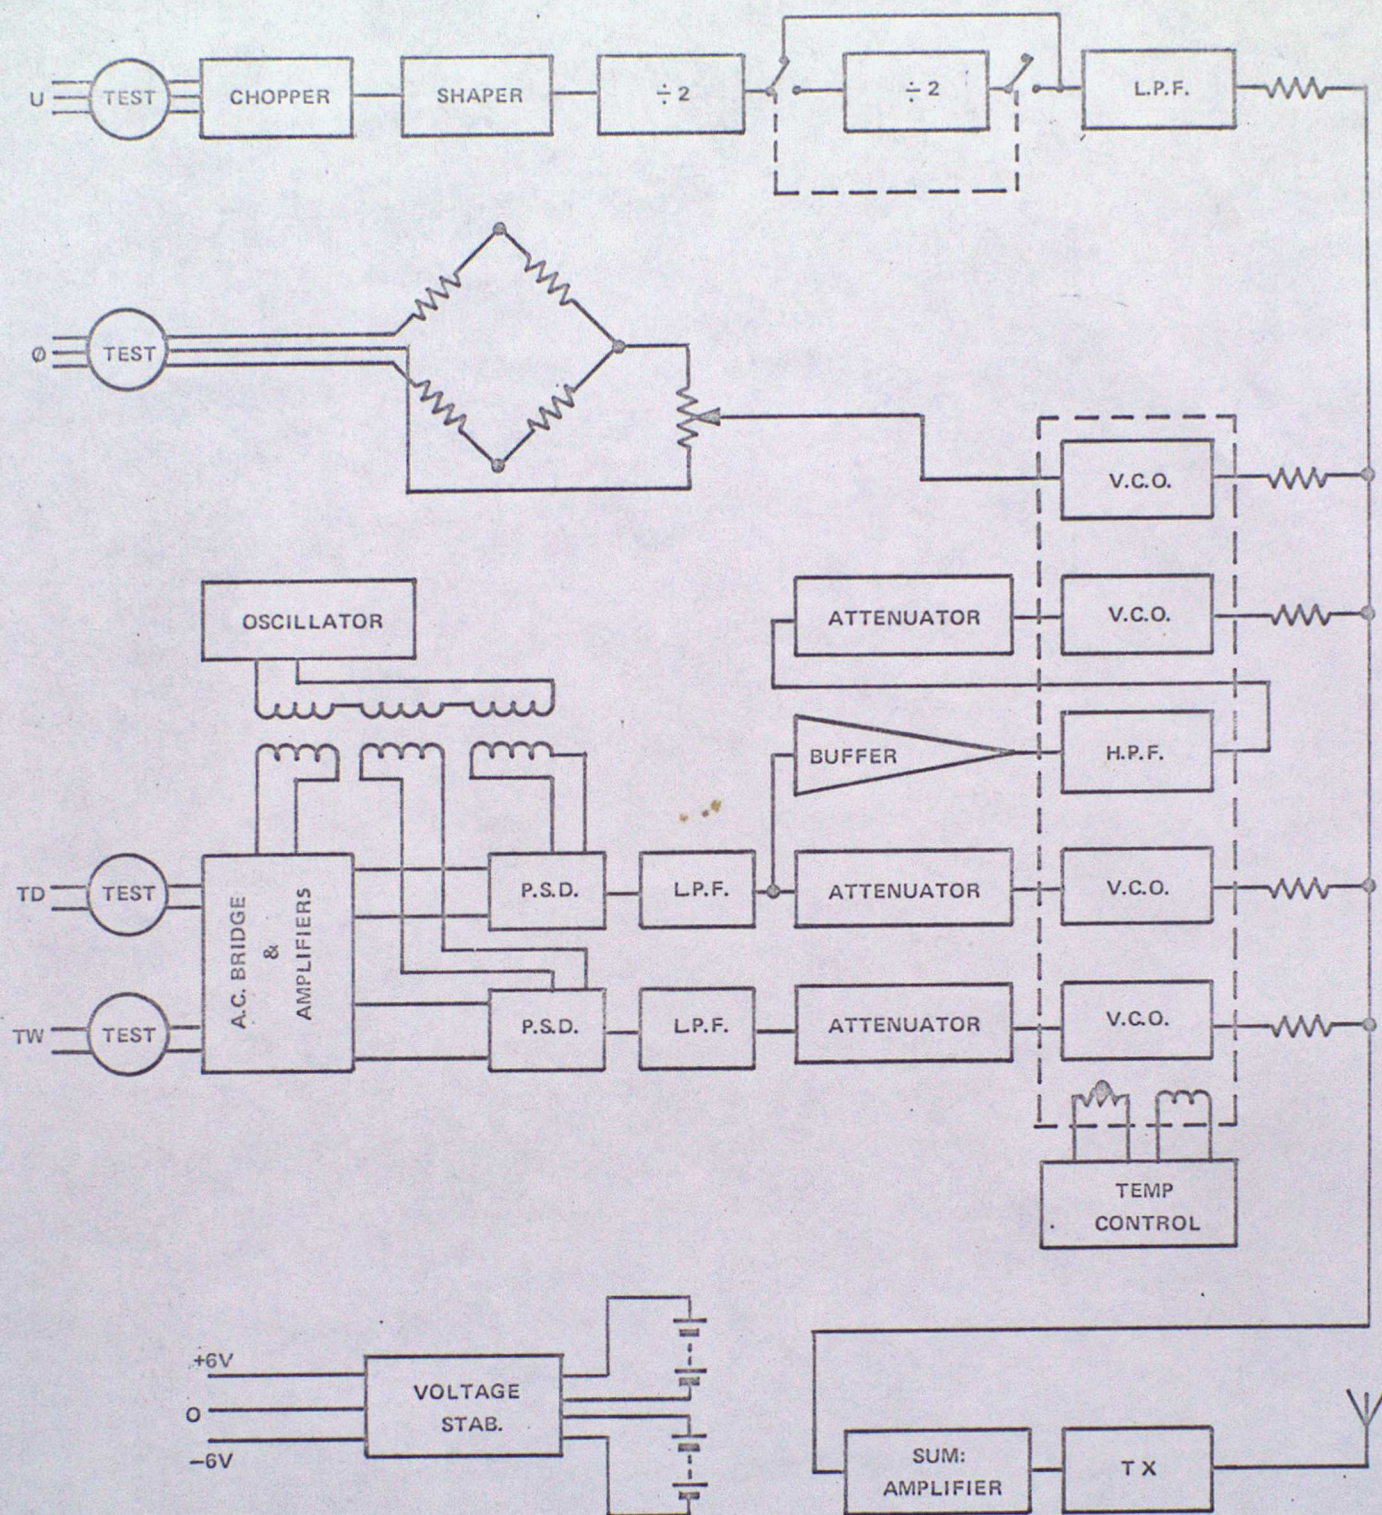 U
TEST
CHOPPER
SHAPER
÷2
÷2
L.P.F.
Ø
TEST
V.C.O.
OSCILLATOR
ATTENUATOR
V.C.O.
BUFFER
H.P.F.
TD
TEST
A.C. BRIDGE
&
AMPLIFIERS
P.S.D.
L.P.F.
ATTENUATOR
V.C.O.
TW
TEST
P.S.D.
L.P.F.
ATTENUATOR
V.C.O.
TEMP
CONTROL
+6V
O
−6V
VOLTAGE
STAB.
SUM:
AMPLIFIER
TX